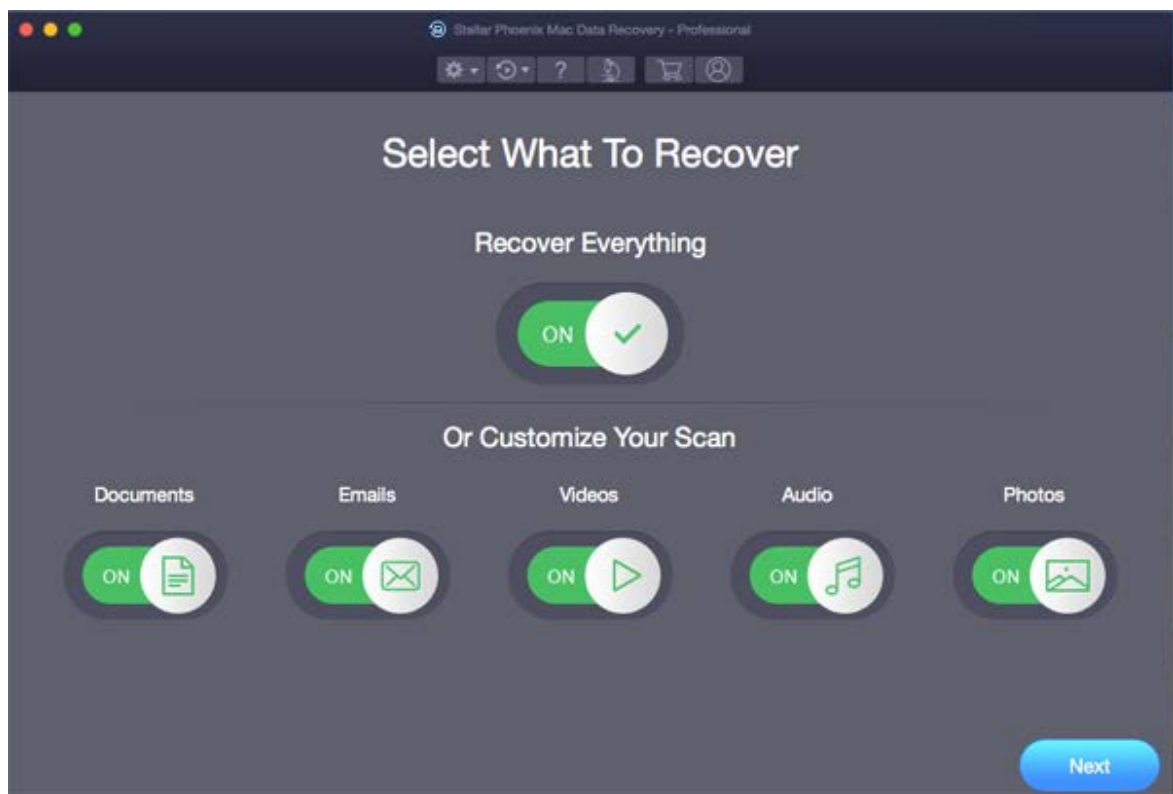 Stellar Phoenix Mac Data Recovery - Professional
?
Select What To Recover
Recover Everything
ON
Or Customize Your Scan
Documents Emails Videos Audio Photos
ON ON ON ON ON
Next